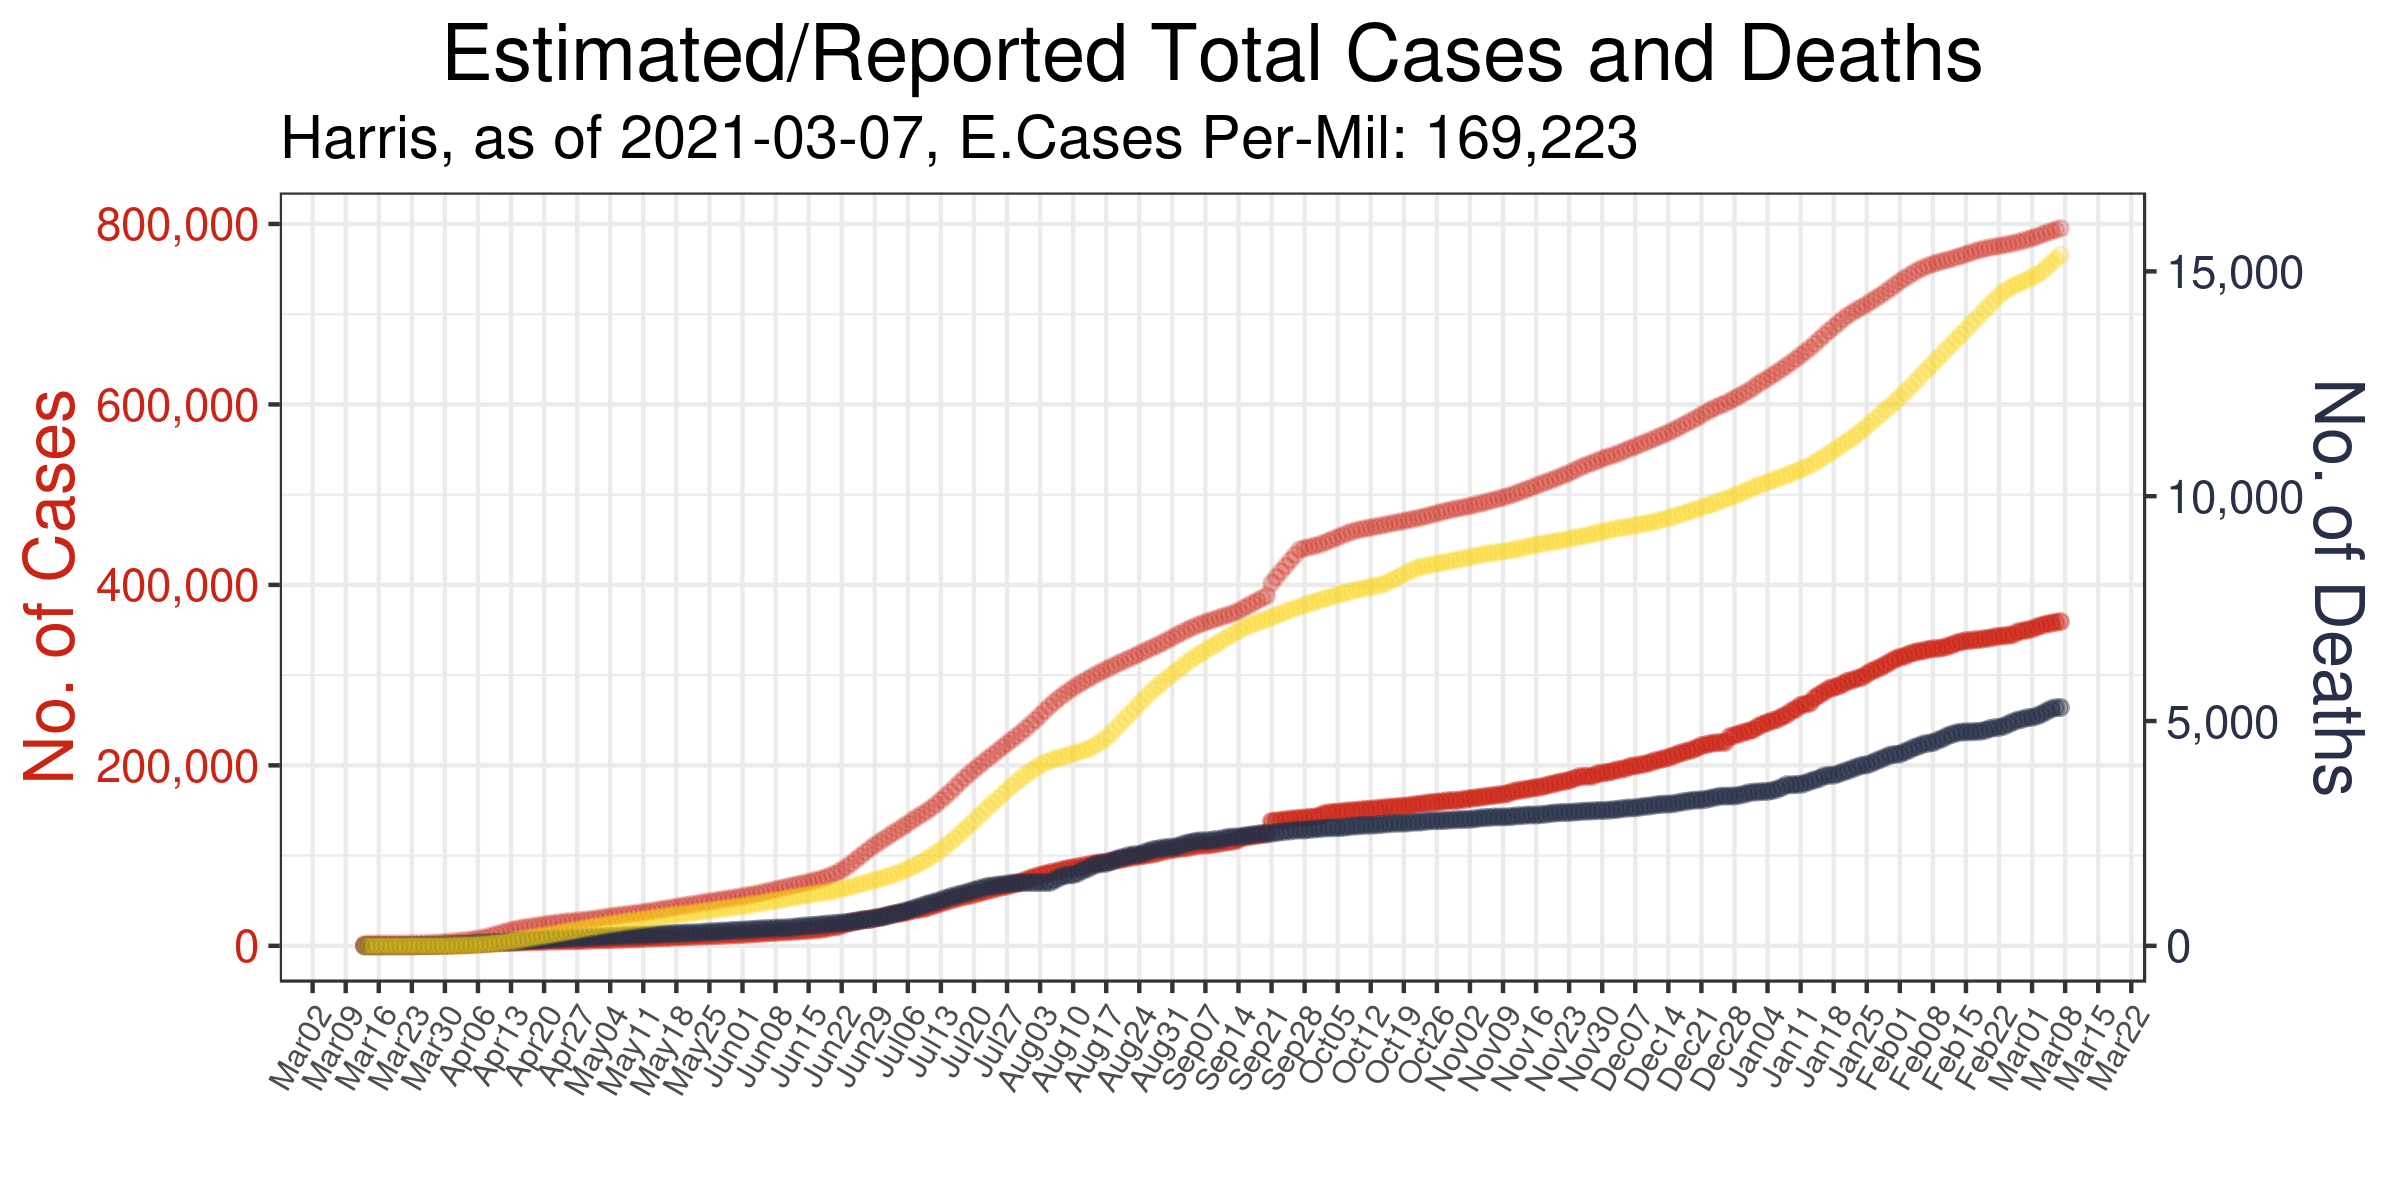 Estimated/Reported Total Cases and Deaths
Harris, as of 2021-03-07, E.Cases Per-Mil: 169,223
No. of Cases
800,000
600,000
400,000
200,000
0
15,000
10,000
5,000
0
No. of Deaths
Mar02
Mar09
Mar16
Mar23
Mar30
Apr06
Apr13
Apr20
Apr27
May04
May11
May18
May25
Jun01
Jun08
Jun15
Jun22
Jun29
Jul06
Jul13
Jul20
Jul27
Aug03
Aug10
Aug17
Aug24
Aug31
Sep07
Sep14
Sep21
Sep28
Oct05
Oct12
Oct19
Oct26
Nov02
Nov09
Nov16
Nov23
Nov30
Dec07
Dec14
Dec21
Dec28
Jan04
Jan11
Jan18
Jan25
Feb01
Feb08
Feb15
Feb22
Mar01
Mar08
Mar15
Mar22